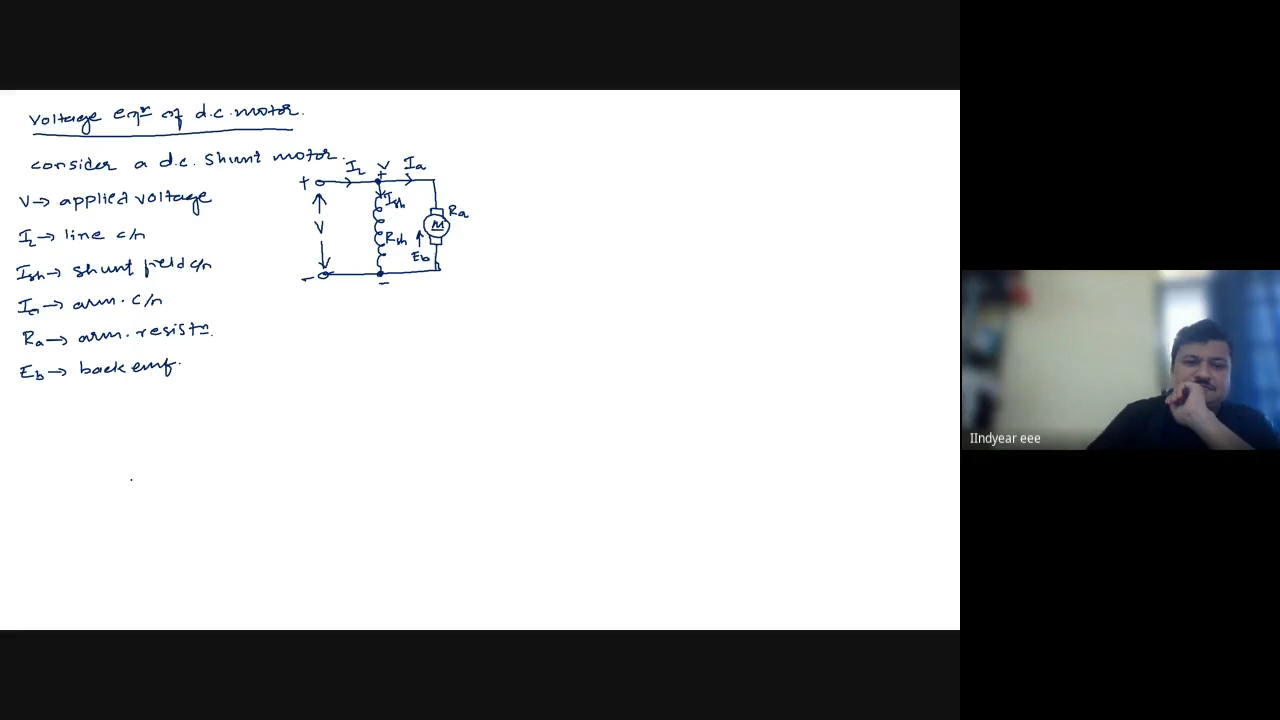 Voltage eqn of d.c. motor.
consider a d.c. shunt motor.
V → applied voltage
IL → line c/n
Ish → shunt field c/n
Ia → arm. c/n
Ra → arm. resistn.
Eb → back emf.
IL V Ia
+ +
Ish
V Rsh M Ra
Eb
- -
IIndyear eee